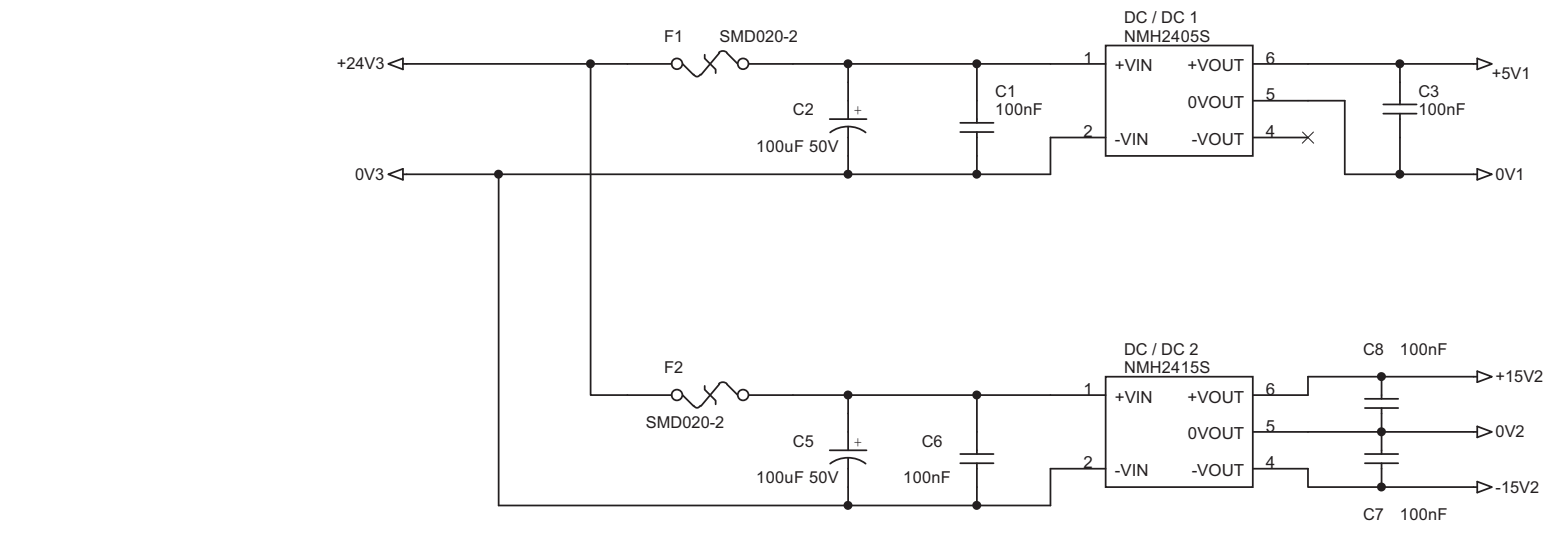 DC / DC 1
NMH2405S
F1 SMD020-2
+24V3
1 +VIN +VOUT 6
+5V1
C1
100nF
C3
100nF
C2 +
0VOUT 5
2 -VIN -VOUT 4
100uF 50V
0V3
0V1
DC / DC 2
NMH2415S
C8 100nF
F2
+15V2
1 +VIN +VOUT 6
SMD020-2
0VOUT 5
0V2
C5 +
C6
2 -VIN -VOUT 4
100uF 50V
100nF
-15V2
C7 100nF